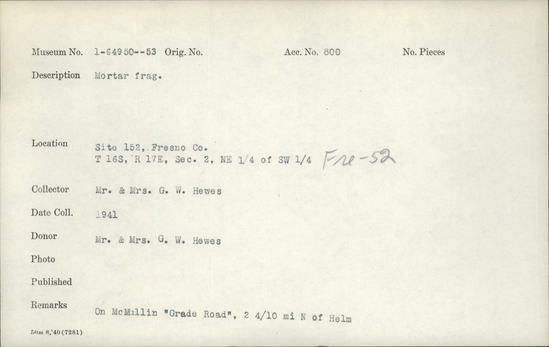 Museum No. 1-64950--53 Orig. No. Acc. No. 800 No. Pieces
Description Mortar frag.
Location Site 152, Fresno Co.
T 16S, R 17E, Sec. 2, NE 1/4 of SW 1/4 Fre-52
Collector Mr. & Mrs. G. W. Hewes
Date Coll. 1941
Donor Mr. & Mrs. G. W. Hewes
Photo
Published
Remarks On McMullin "Grade Road", 2 4/10 mi N of Helm
8,'40(7281)